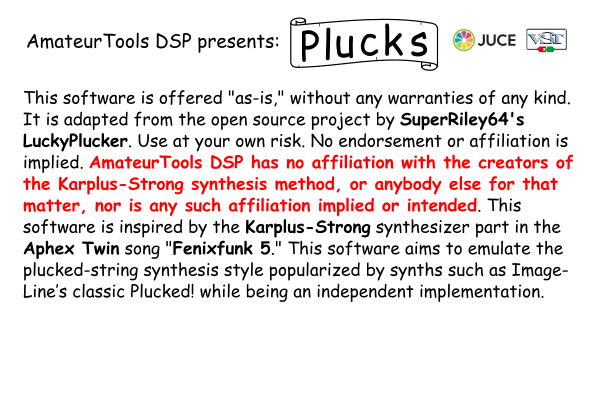 AmateurTools DSP presents: Plucks JUCE VST
This software is offered "as-is," without any warranties of any kind.
It is adapted from the open source project by SuperRiley64's
LuckyPlucker. Use at your own risk. No endorsement or affiliation is
implied. AmateurTools DSP has no affiliation with the creators of
the Karplus-Strong synthesis method, or anybody else for that
matter, nor is any such affiliation implied or intended. This
software is inspired by the Karplus-Strong synthesizer part in the
Aphex Twin song "Fenixfunk 5." This software aims to emulate the
plucked-string synthesis style popularized by synths such as Image-
Line's classic Plucked! while being an independent implementation.